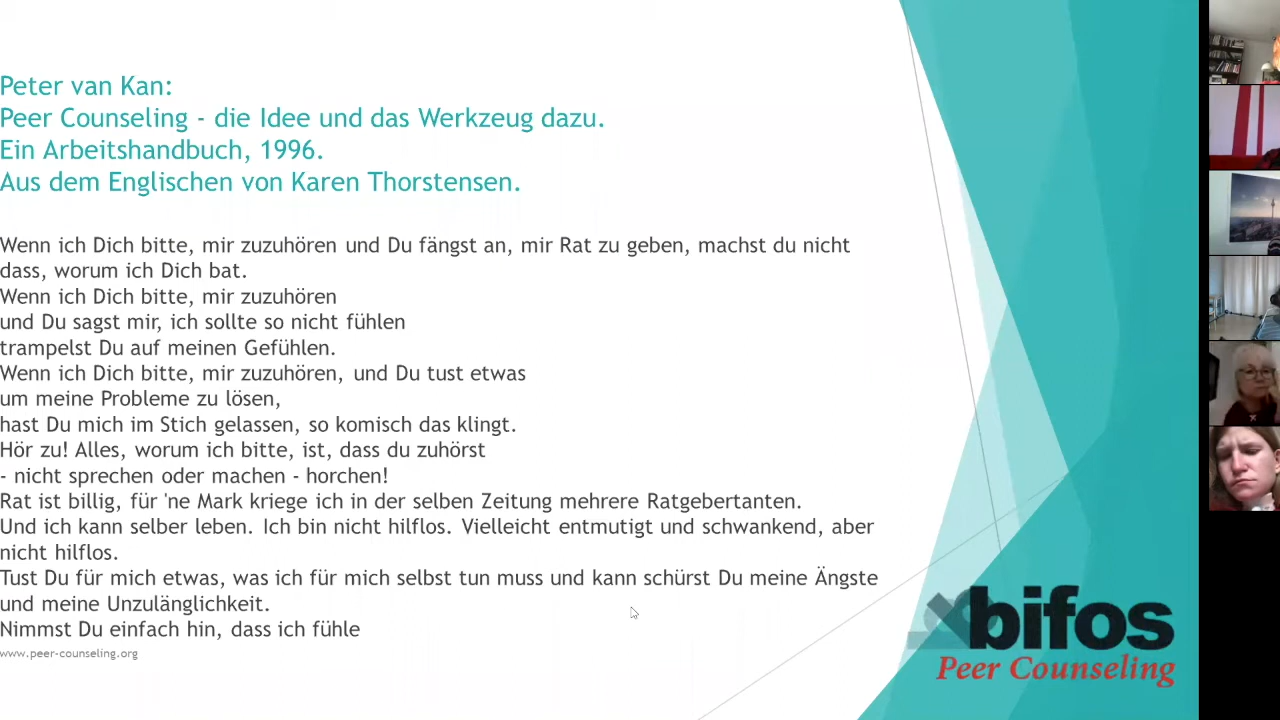 Peter van Kan:
Peer Counseling - die Idee und das Werkzeug dazu.
Ein Arbeitshandbuch, 1996.
Aus dem Englischen von Karen Thorstensen.
Wenn ich Dich bitte, mir zuzuhören und Du fängst an, mir Rat zu geben, machst du nicht
dass, worum ich Dich bat.
Wenn ich Dich bitte, mir zuzuhören
und Du sagst mir, ich sollte so nicht fühlen
trampelst Du auf meinen Gefühlen.
Wenn ich Dich bitte, mir zuzuhören, und Du tust etwas
um meine Probleme zu lösen,
hast Du mich im Stich gelassen, so komisch das klingt.
Hör zu! Alles, worum ich bitte, ist, dass du zuhörst
- nicht sprechen oder machen - horchen!
Rat ist billig, für 'ne Mark kriege ich in der selben Zeitung mehrere Ratgebertanten.
Und ich kann selber leben. Ich bin nicht hilflos. Vielleicht entmutigt und schwankend, aber
nicht hilflos.
Tust Du für mich etwas, was ich für mich selbst tun muss und kann schürst Du meine Ängste
und meine Unzulänglichkeit.
Nimmst Du einfach hin, dass ich fühle
www.peer-counseling.org
bifos
Peer Counseling